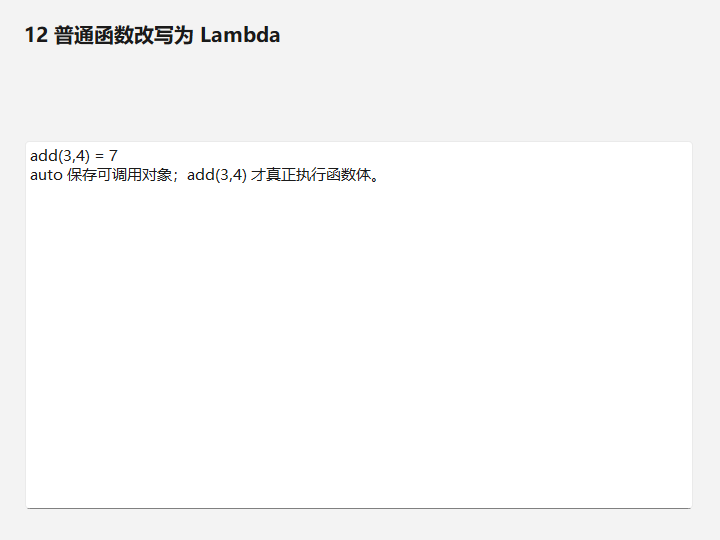 12 普通函数改写为 Lambda
add(3,4) = 7
auto 保存可调用对象；add(3,4) 才真正执行函数体。